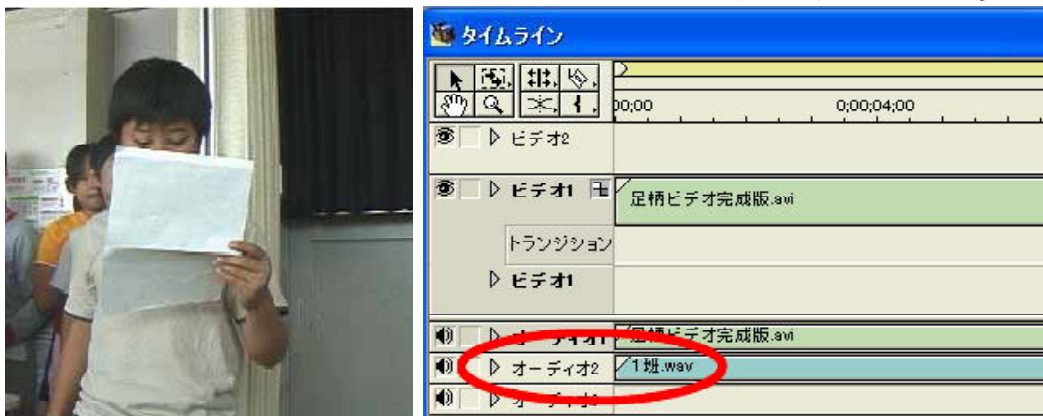 タイムライン
00;00 0;00;04;00
ビデオ2
ビデオ1 足柄ビデオ完成版.avi
トランジション
ビデオ1
足柄ビデオ完成版.avi
オーディオ2 1班.wav